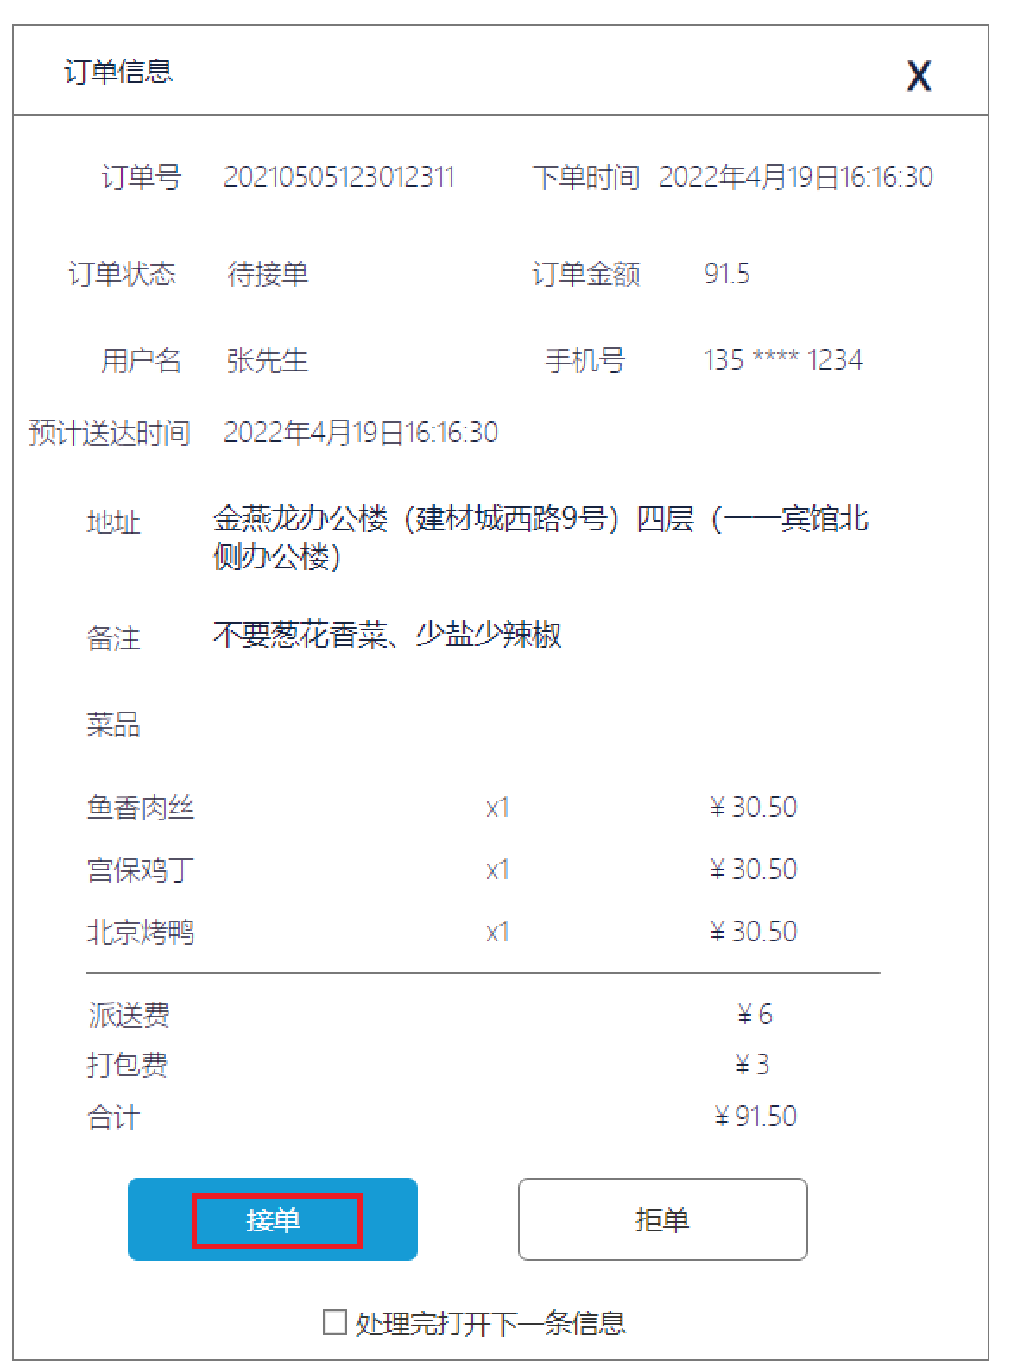 订单信息 X
订单号 20210505123012311 下单时间 2022年4月19日16:16:30
订单状态 待接单 订单金额 91.5
用户名 张先生 手机号 135 **** 1234
预计送达时间 2022年4月19日16:16:30
地址 金燕龙办公楼（建材城西路9号）四层（一一宾馆北
侧办公楼）
备注 不要葱花香菜、少盐少辣椒
菜品
鱼香肉丝 x1 ¥ 30.50
宫保鸡丁 x1 ¥ 30.50
北京烤鸭 x1 ¥ 30.50
派送费 ¥ 6
打包费 ¥ 3
合计 ¥ 91.50
接单 拒单
处理完打开下一条信息